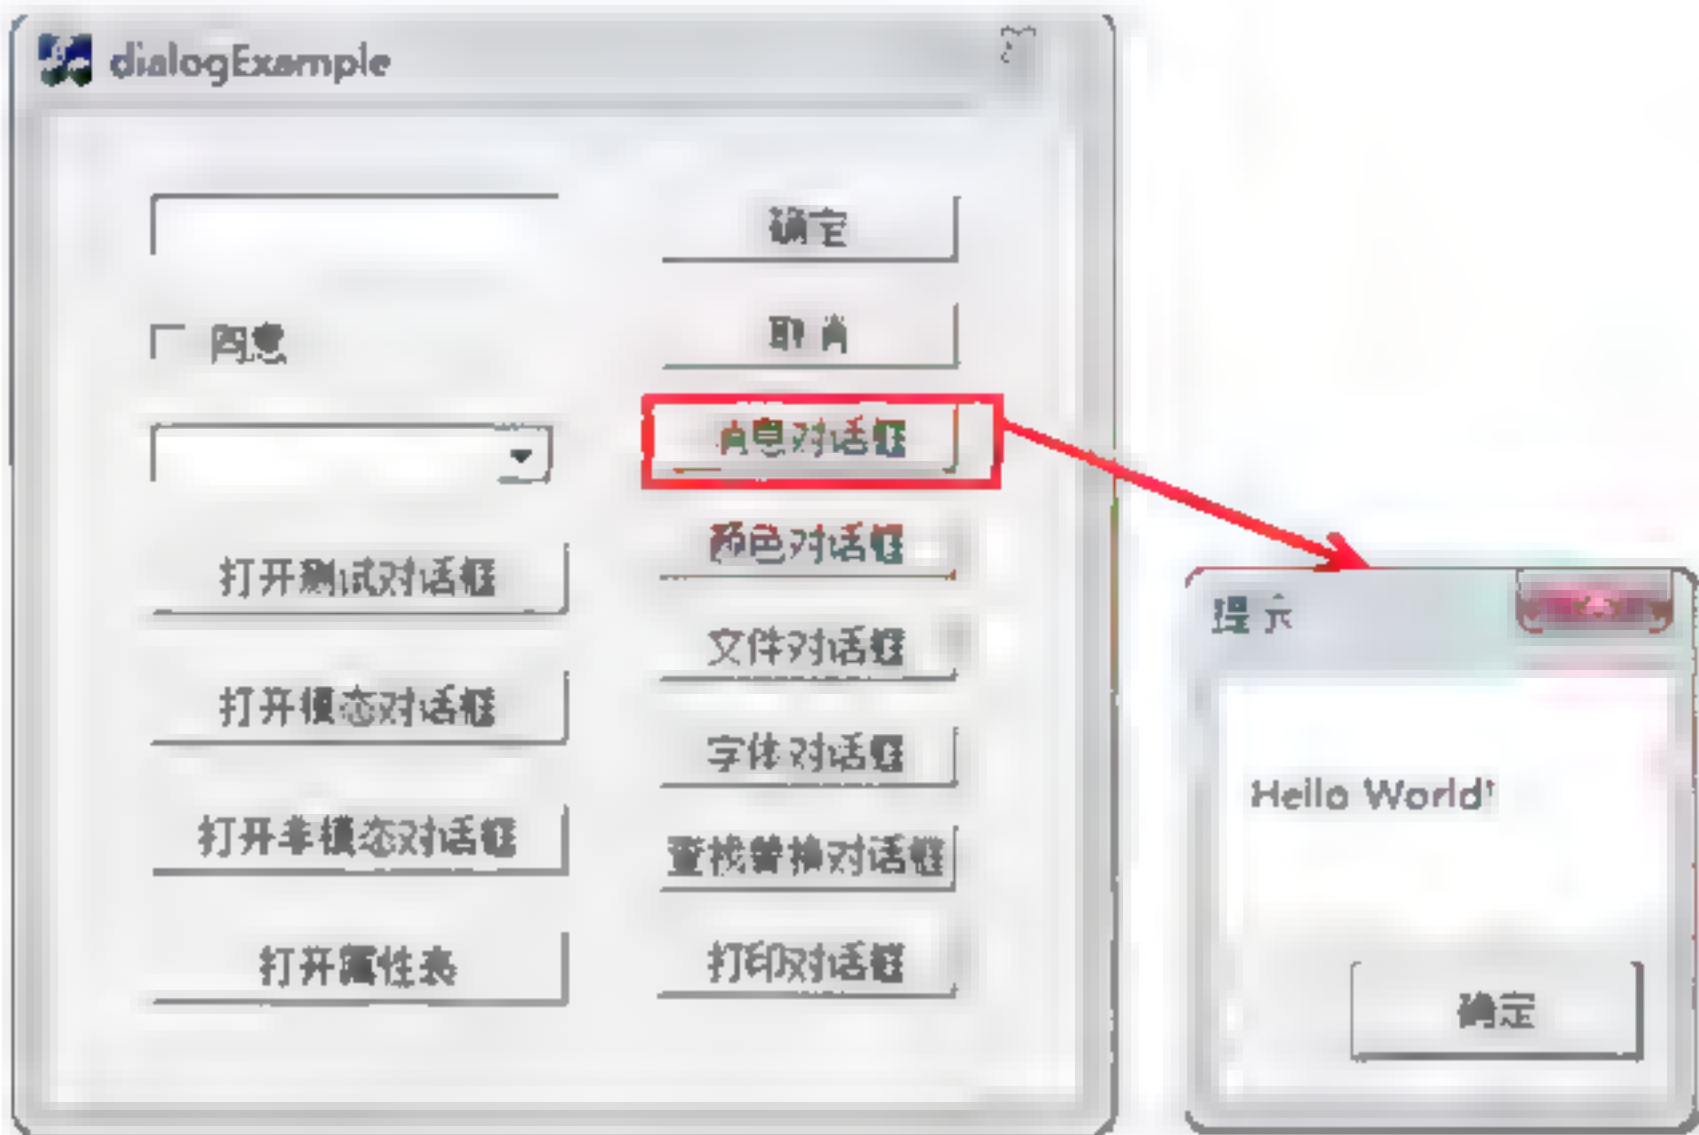 dialogExample
确定
同意
取消
消息对话框
颜色对话框
打开测试对话框
文件对话框
打开模态对话框
字体对话框
打开非模态对话框
查找替换对话框
打开属性表
打印对话框
提示
Hello World!
确定